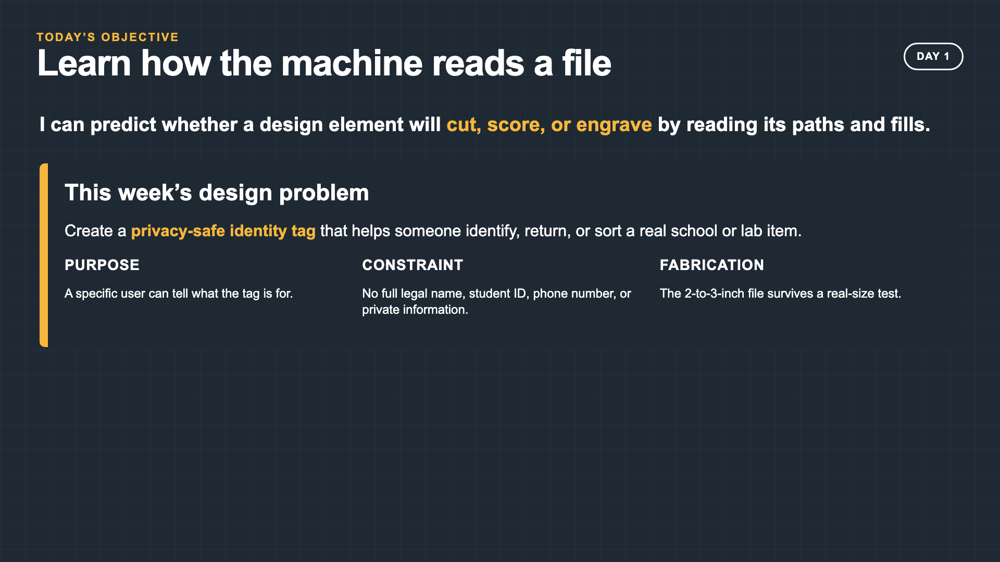 TODAY’S OBJECTIVE
Learn how the machine reads a file
DAY 1
I can predict whether a design element will cut, score, or engrave by reading its paths and fills.
This week’s design problem
Create a privacy-safe identity tag that helps someone identify, return, or sort a real school or lab item.
PURPOSE
A specific user can tell what the tag is for.
CONSTRAINT
No full legal name, student ID, phone number, or
private information.
FABRICATION
The 2-to-3-inch file survives a real-size test.